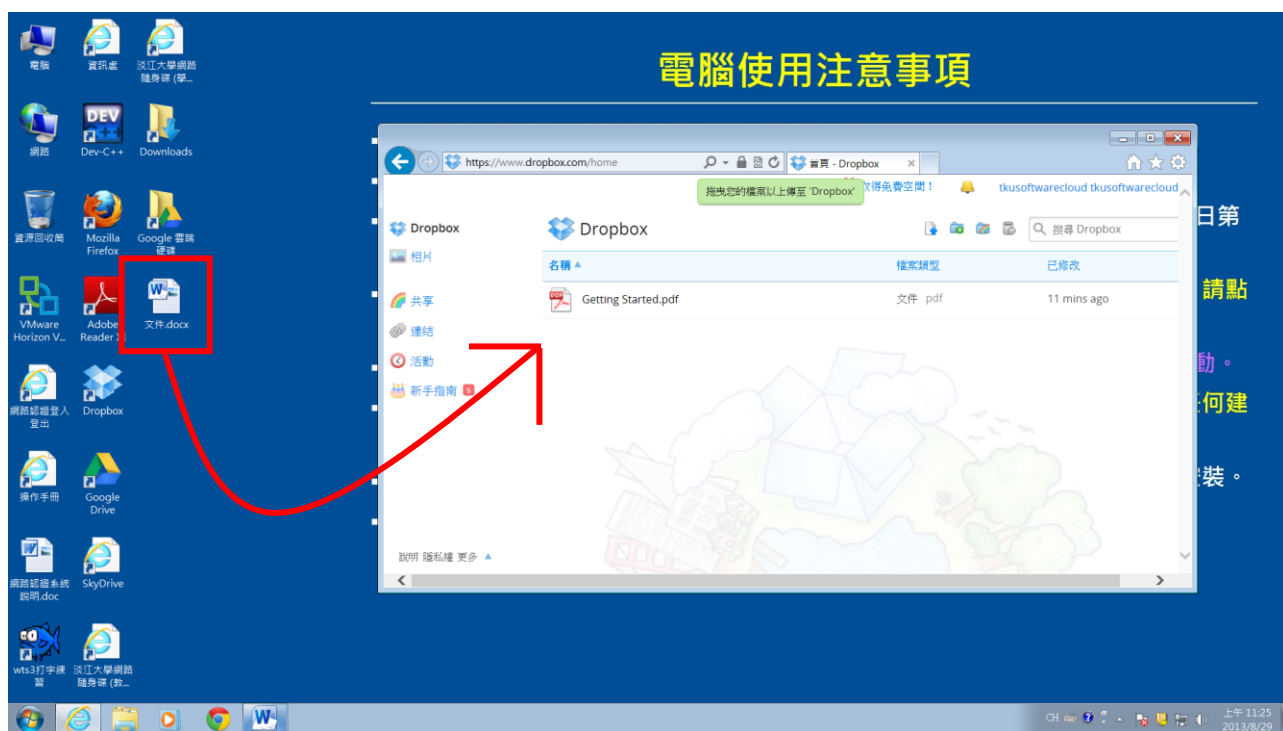 電腦使用注意事項
電腦
資訊處
淡江大學網路
隨身碟 (學...
網路
DEV
C++
Dev-C++
Downloads
資源回收筒
Mozilla
Firefox
Google 雲端
硬碟
VMware
Horizon V...
Adobe
Reader X
文件.docx
網路認證登入
登出
Dropbox
操作手冊
Google
Drive
網路認證系統
說明.doc
SkyDrive
wts3打字練
習
淡江大學網路
隨身碟 (教...
https://www.dropbox.com/home
首頁 - Dropbox
拖曳您的檔案以上傳至 'Dropbox'
取得免費空間！
tkusoftwarecloud tkusoftwarecloud
Dropbox
相片
共享
連結
活動
新手指南 5
說明 隱私權 更多
Dropbox
搜尋 Dropbox
名稱
檔案類型
已修改
Getting Started.pdf
文件 pdf
11 mins ago
日第
請點
動。
任何建
安裝。
CH
上午 11:25
2013/8/29